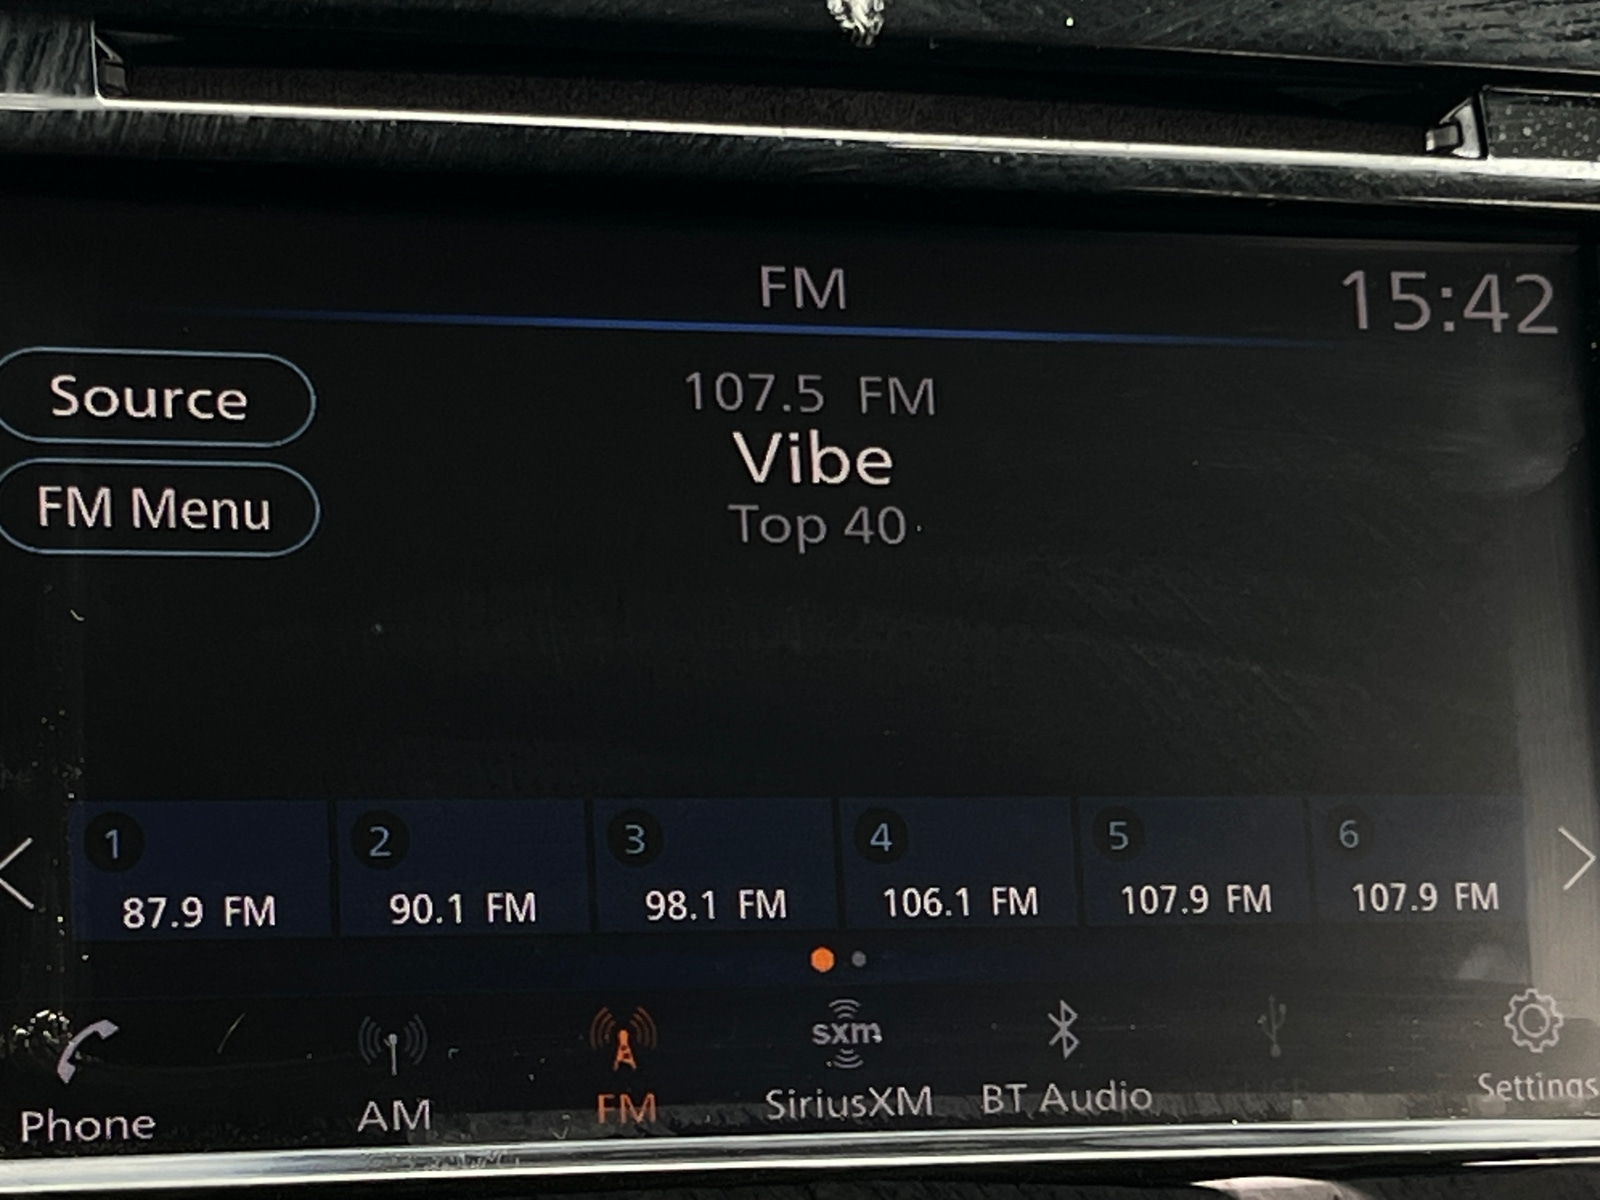 FM
15:42
Source
107.5 FM
Vibe
FM Menu
Top 40
1
2
3
4
5
6
87.9 FM
90.1 FM
98.1 FM
106.1 FM
107.9 FM
107.9 FM
sxm
Phone
AM
FM
SiriusXM
BT Audio
USB
Settings